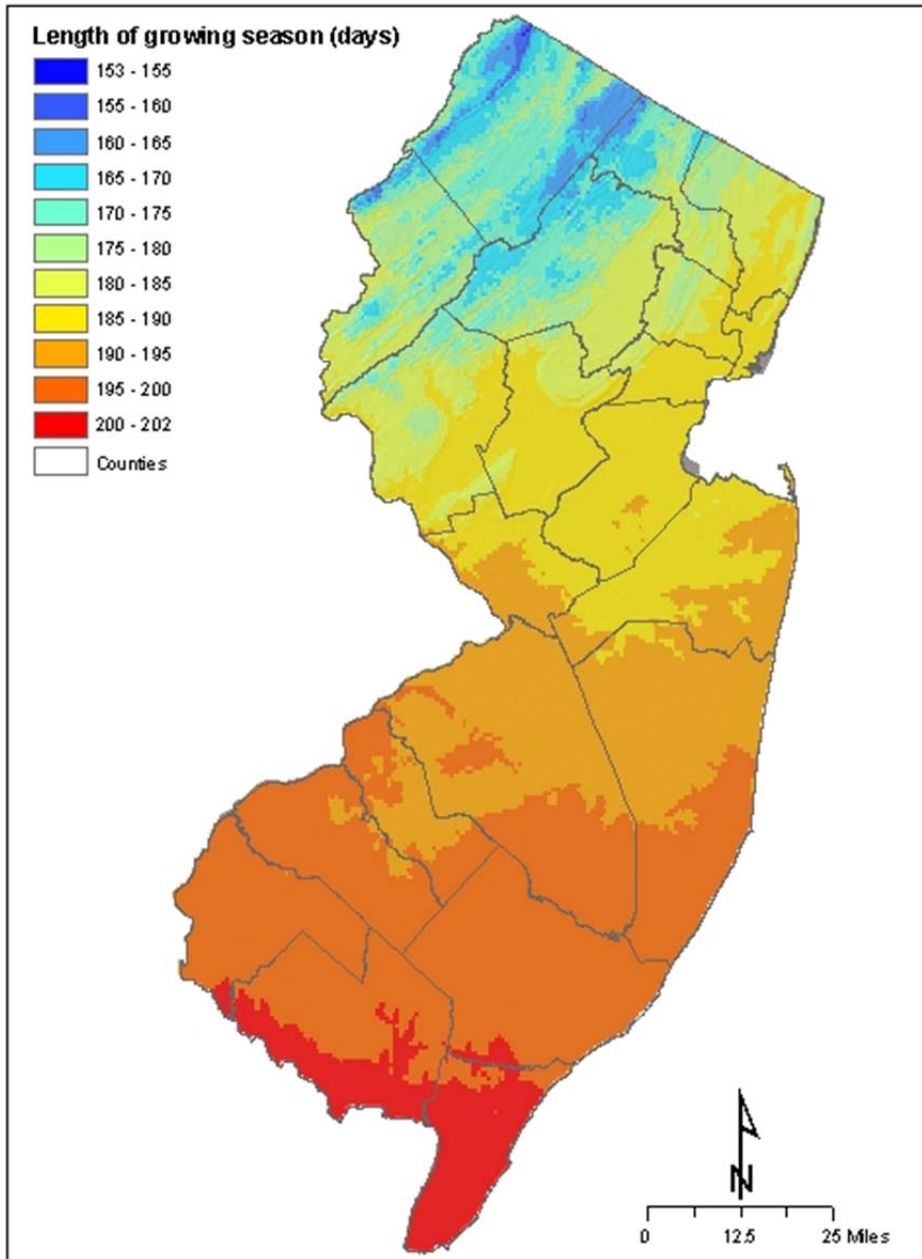 Length of growing season (days)
153 - 155
155 - 160
160 - 165
165 - 170
170 - 175
175 - 180
180 - 185
185 - 190
190 - 195
195 - 200
200 - 202
Counties
N
0 12.5 25 Miles